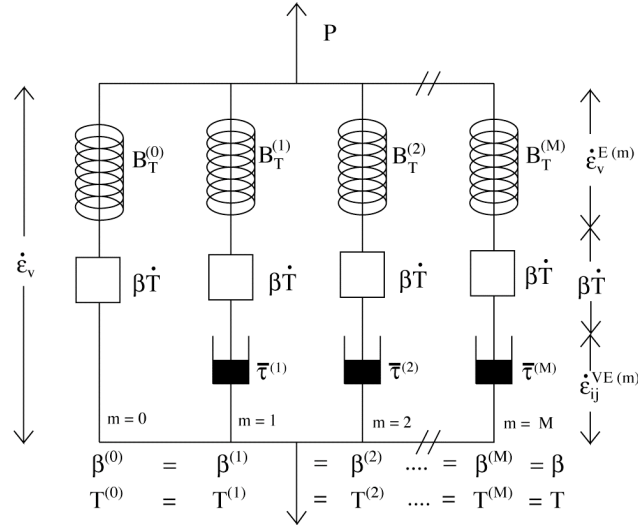 P
B_T^(0) B_T^(1) B_T^(2) B_T^(M)
ε̇_v^E (m)
ε̇_v
βṪ βṪ βṪ βṪ βṪ
τ̄^(1) τ̄^(2) τ̄^(M)
ε̇_ij^VE (m)
m = 0 m = 1 m = 2 m = M
β^(0) = β^(1) = β^(2) .... = β^(M) = β
T^(0) = T^(1) = T^(2) .... = T^(M) = T